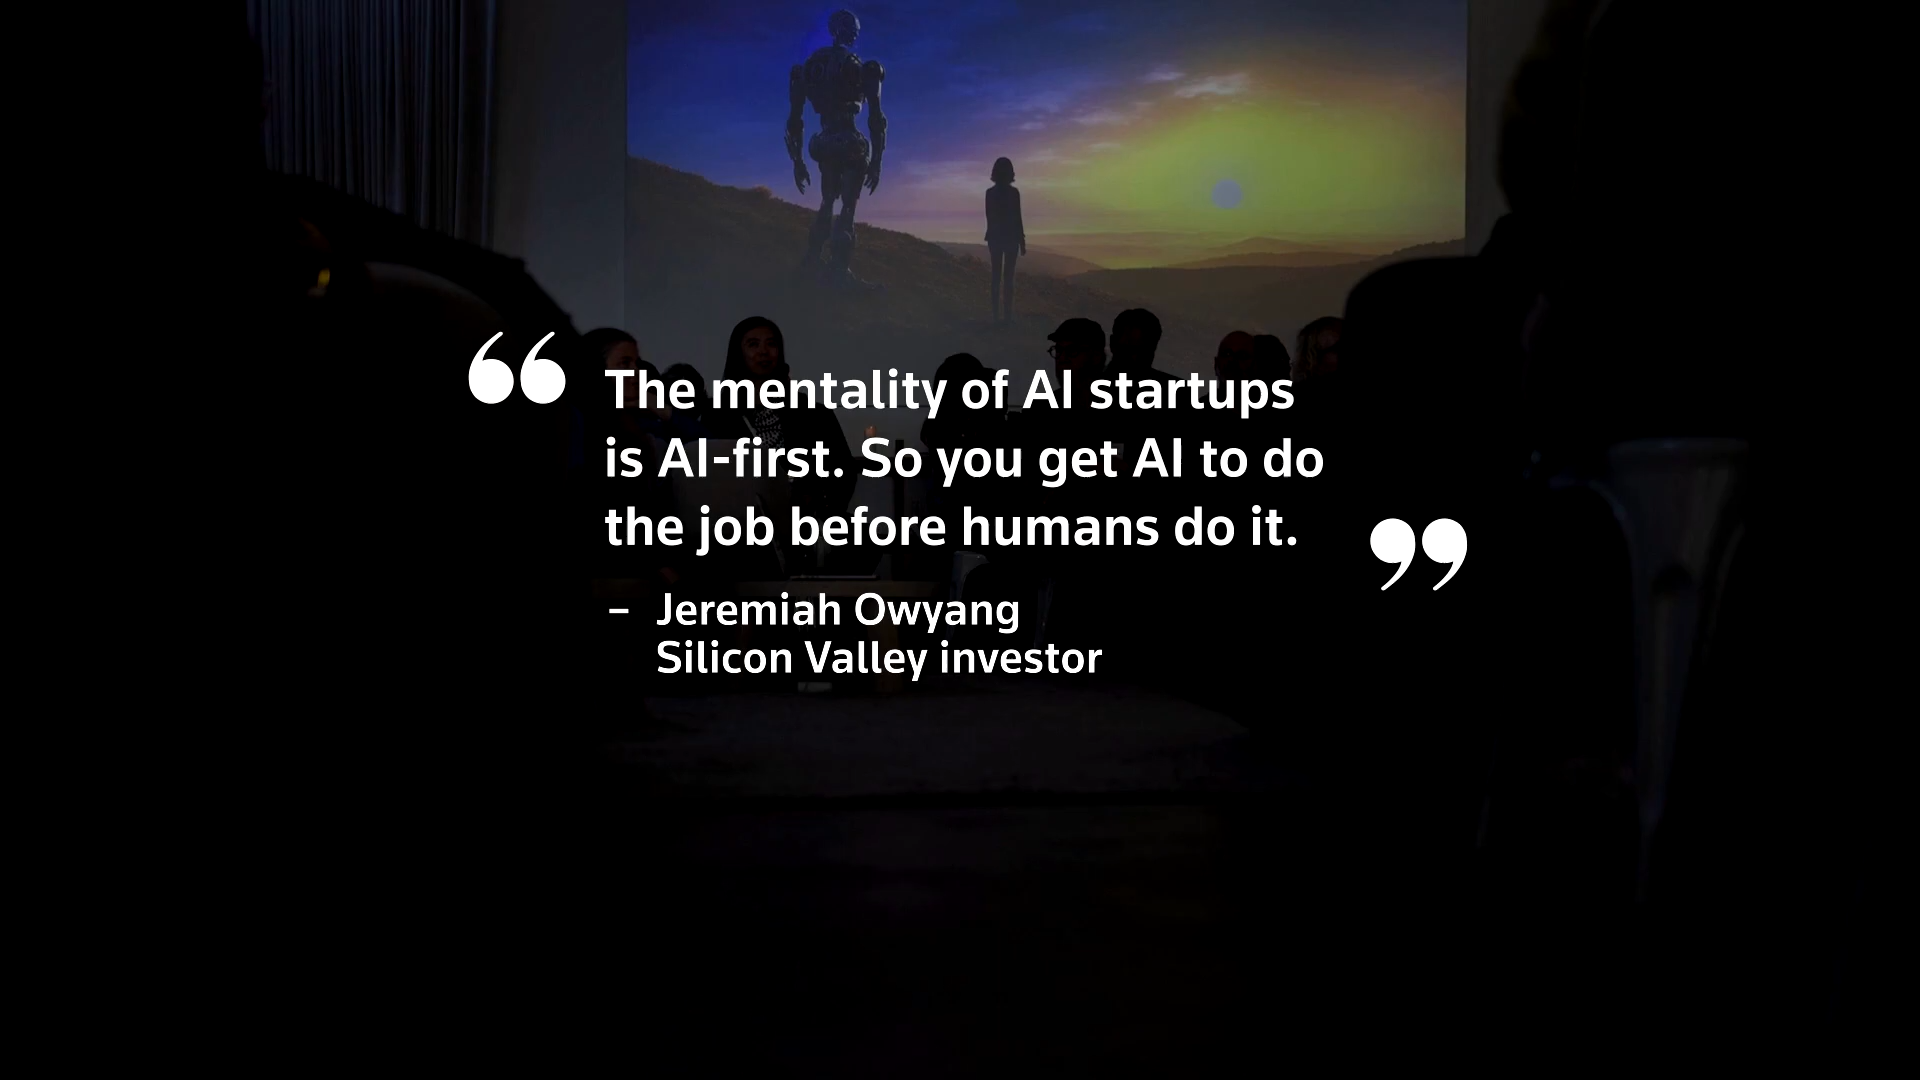 “The mentality of AI startups
is AI-first. So you get AI to do
the job before humans do it.”
– Jeremiah Owyang
Silicon Valley investor